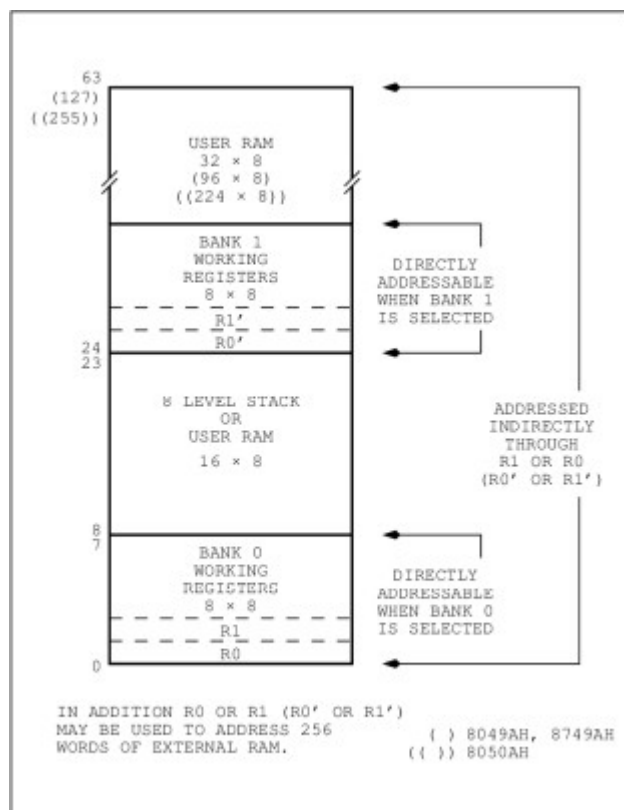 63
(127)
((255))
USER RAM
32 × 8
(96 × 8)
((224 × 8))
BANK 1
WORKING
REGISTERS
8 × 8
R1′
R0′
DIRECTLY
ADDRESSABLE
WHEN BANK 1
IS SELECTED
24
23
8 LEVEL STACK
OR
USER RAM
16 × 8
ADDRESSED
INDIRECTLY
THROUGH
R1 OR R0
(R0′ OR R1′)
8
7
BANK 0
WORKING
REGISTERS
8 × 8
R1
R0
DIRECTLY
ADDRESSABLE
WHEN BANK 0
IS SELECTED
0
IN ADDITION R0 OR R1 (R0′ OR R1′)
MAY BE USED TO ADDRESS 256
WORDS OF EXTERNAL RAM.
( ) 8049AH, 8749AH
(( )) 8050AH